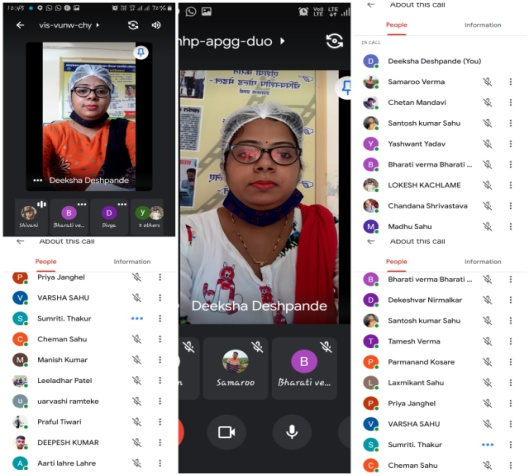 vis-vunw-chy
Deeksha Deshpande
Shivani
Bharati ve...
Divya
9 others
About this call
People
Information
Priya Janghel
VARSHA SAHU
Sumriti. Thakur
Cheman Sahu
Manish Kumar
Leeladhar Patel
uarvashi ramteke
Praful Tiwari
DEEPESH KUMAR
Aarti lahre Lahre
nhp-apgg-duo
Deeksha Deshpande
Samaroo
Bharati ve...
About this call
People
Information
IN CALL
Deeksha Deshpande (You)
Samaroo Verma
Chetan Mandavi
Santosh kumar Sahu
Yashwant Yadav
Bharati verma Bharati ...
LOKESH KACHLAME
Chandana Shrivastava
Madhu Sahu
About this call
People
Information
Bharati verma Bharati ...
Dekeshvar Nirmalkar
Santosh kumar Sahu
Tamesh Verma
Parmanand Kosare
Laxmikant Sahu
Priya Janghel
VARSHA SAHU
Sumriti. Thakur
Cheman Sahu